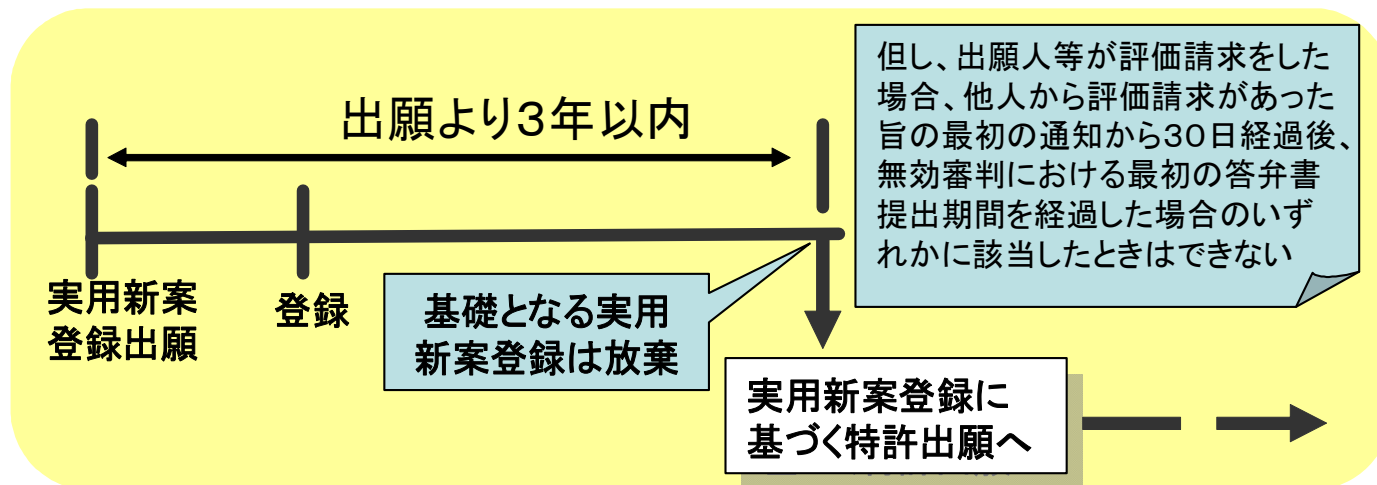 出願より3年以内
但し、出願人等が評価請求をした
場合、他人から評価請求があった
旨の最初の通知から30日経過後、
無効審判における最初の答弁書
提出期間を経過した場合のいず
れかに該当したときはできない
実用新案
登録出願
登録
基礎となる実用
新案登録は放棄
実用新案登録に
基づく特許出願へ